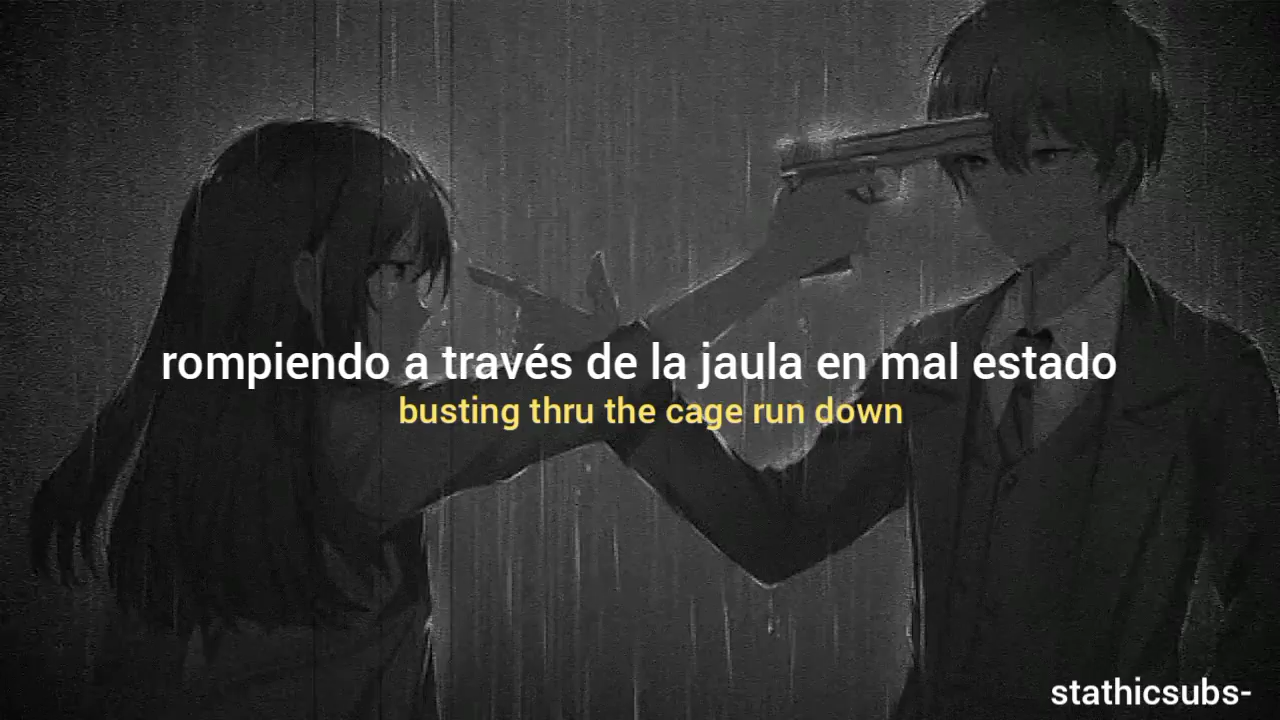 rompiendo a través de la jaula en mal estado
busting thru the cage run down
stathicsubs-